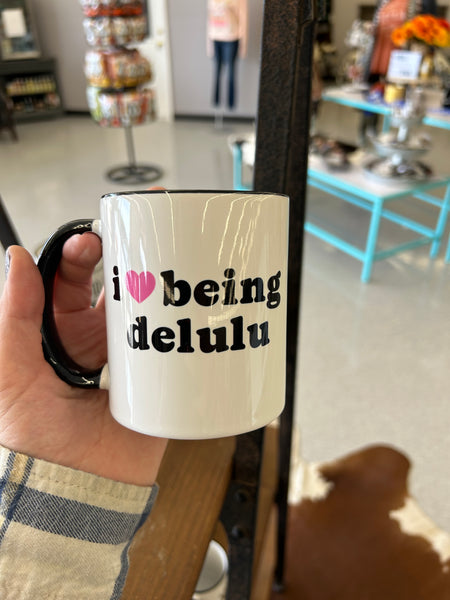 i 🩷 being
delulu